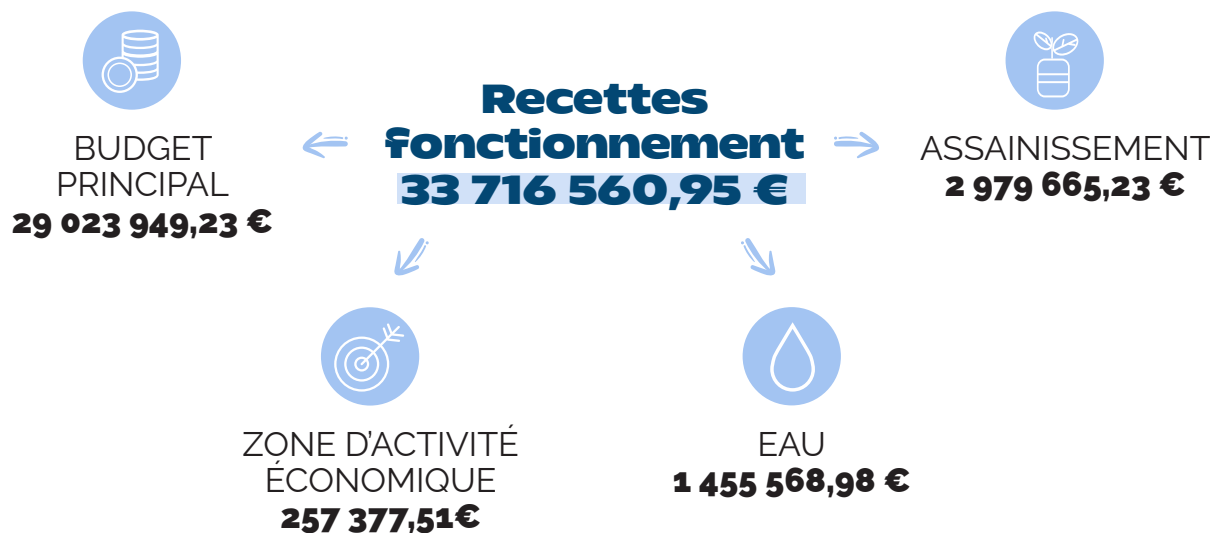 Recettes
fonctionnement
33 716 560,95 €
BUDGET
PRINCIPAL
29 023 949,23 €
ASSAINISSEMENT
2 979 665,23 €
ZONE D'ACTIVITÉ
ÉCONOMIQUE
257 377,51€
EAU
1 455 568,98 €